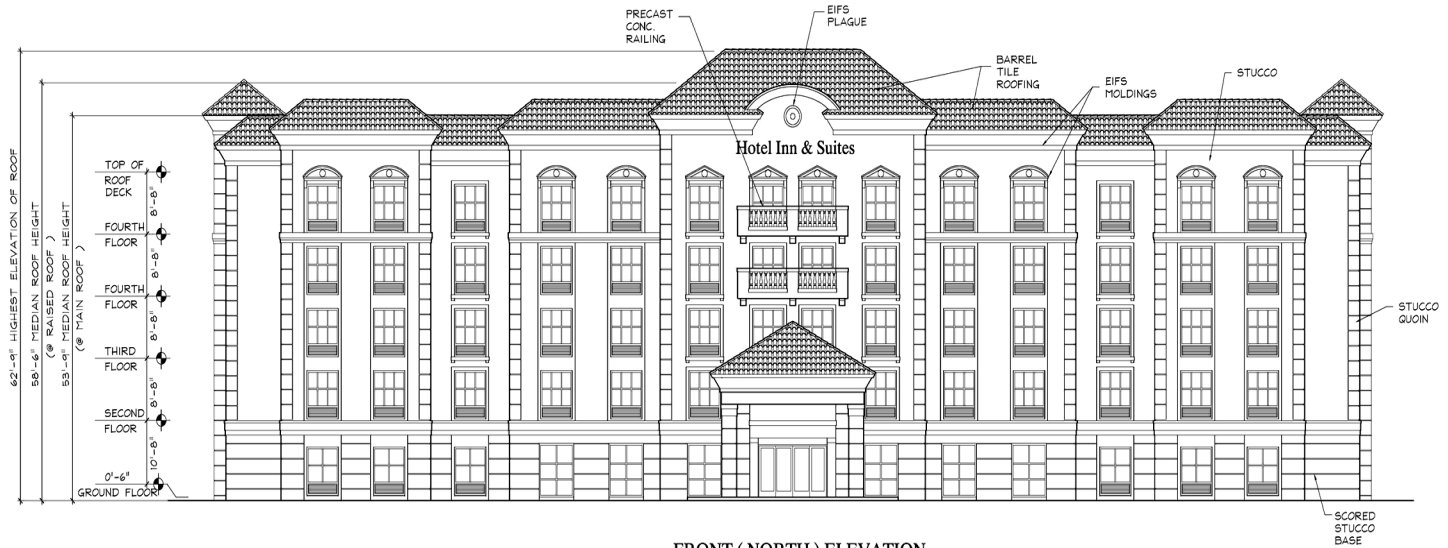 PRECAST
CONC.
RAILING
EIFS
PLAGUE
BARREL
TILE
ROOFING
EIFS
MOLDINGS
STUCCO
Hotel Inn & Suites
62'-9" HIGHEST ELEVATION OF ROOF
58'-6" MEDIAN ROOF HEIGHT
(@ RAISED ROOF )
53'-9" MEDIAN ROOF HEIGHT
(@ MAIN ROOF )
TOP OF
ROOF
DECK
8'-8"
FOURTH
FLOOR
8'-8"
FOURTH
FLOOR
8'-8"
THIRD
FLOOR
8'-8"
SECOND
FLOOR
10'-8"
0'-6"
GROUND FLOOR
STUCCO
QUOIN
SCORED
STUCCO
BASE
FRONT ( NORTH ) ELEVATION